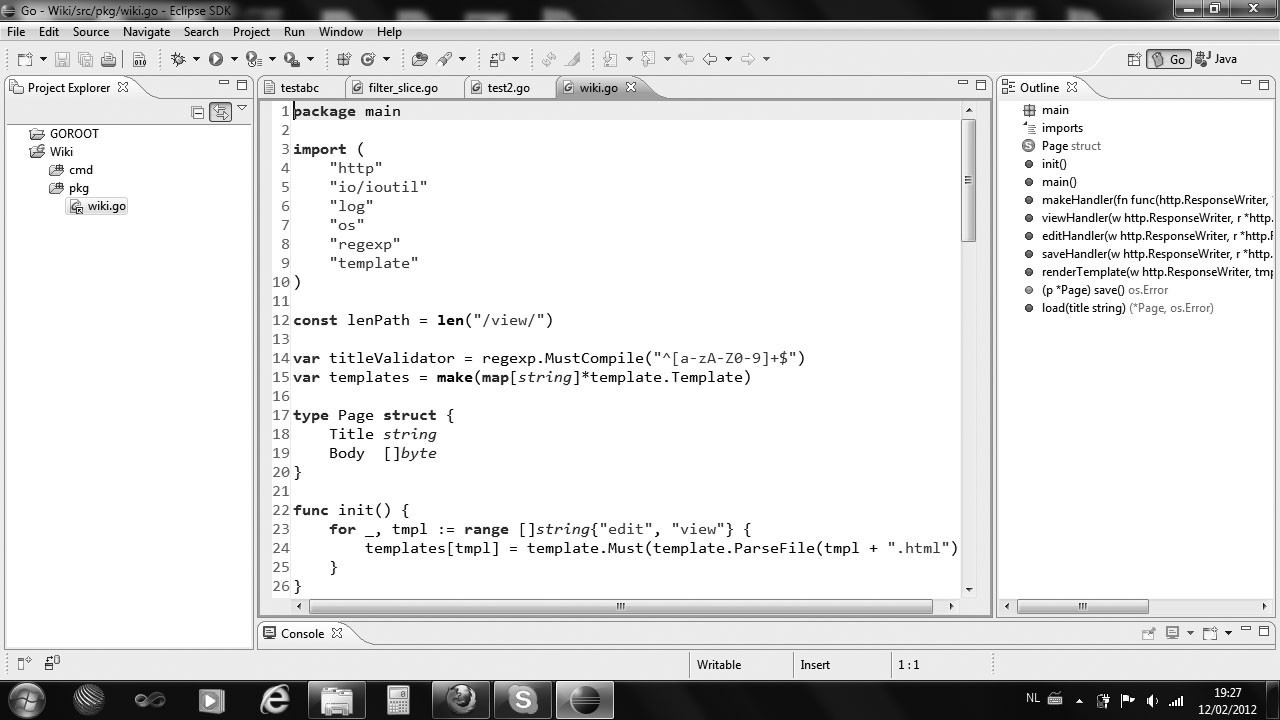 Go - Wiki/src/pkg/wiki.go - Eclipse SDK
File Edit Source Navigate Search Project Run Window Help
Go Java
Project Explorer
GOROOT
Wiki
cmd
pkg
wiki.go
testabc filter_slice.go test2.go wiki.go
1 package main
2
3 import (
4 "http"
5 "io/ioutil"
6 "log"
7 "os"
8 "regexp"
9 "template"
10 )
11
12 const lenPath = len("/view/")
13
14 var titleValidator = regexp.MustCompile("^[a-zA-Z0-9]+$")
15 var templates = make(map[string]*template.Template)
16
17 type Page struct {
18 Title string
19 Body []byte
20 }
21
22 func init() {
23 for _, tmpl := range []string{"edit", "view"} {
24 templates[tmpl] = template.Must(template.ParseFile(tmpl + ".html")
25 }
26 }
Outline
main
imports
Page struct
init()
main()
makeHandler(fn func(http.ResponseWriter, 
viewHandler(w http.ResponseWriter, r *http.
editHandler(w http.ResponseWriter, r *http.
saveHandler(w http.ResponseWriter, r *http.
renderTemplate(w http.ResponseWriter, tmp
(p *Page) save() os.Error
load(title string) (*Page, os.Error)
Console
Writable Insert 1 : 1
NL
19:27
12/02/2012